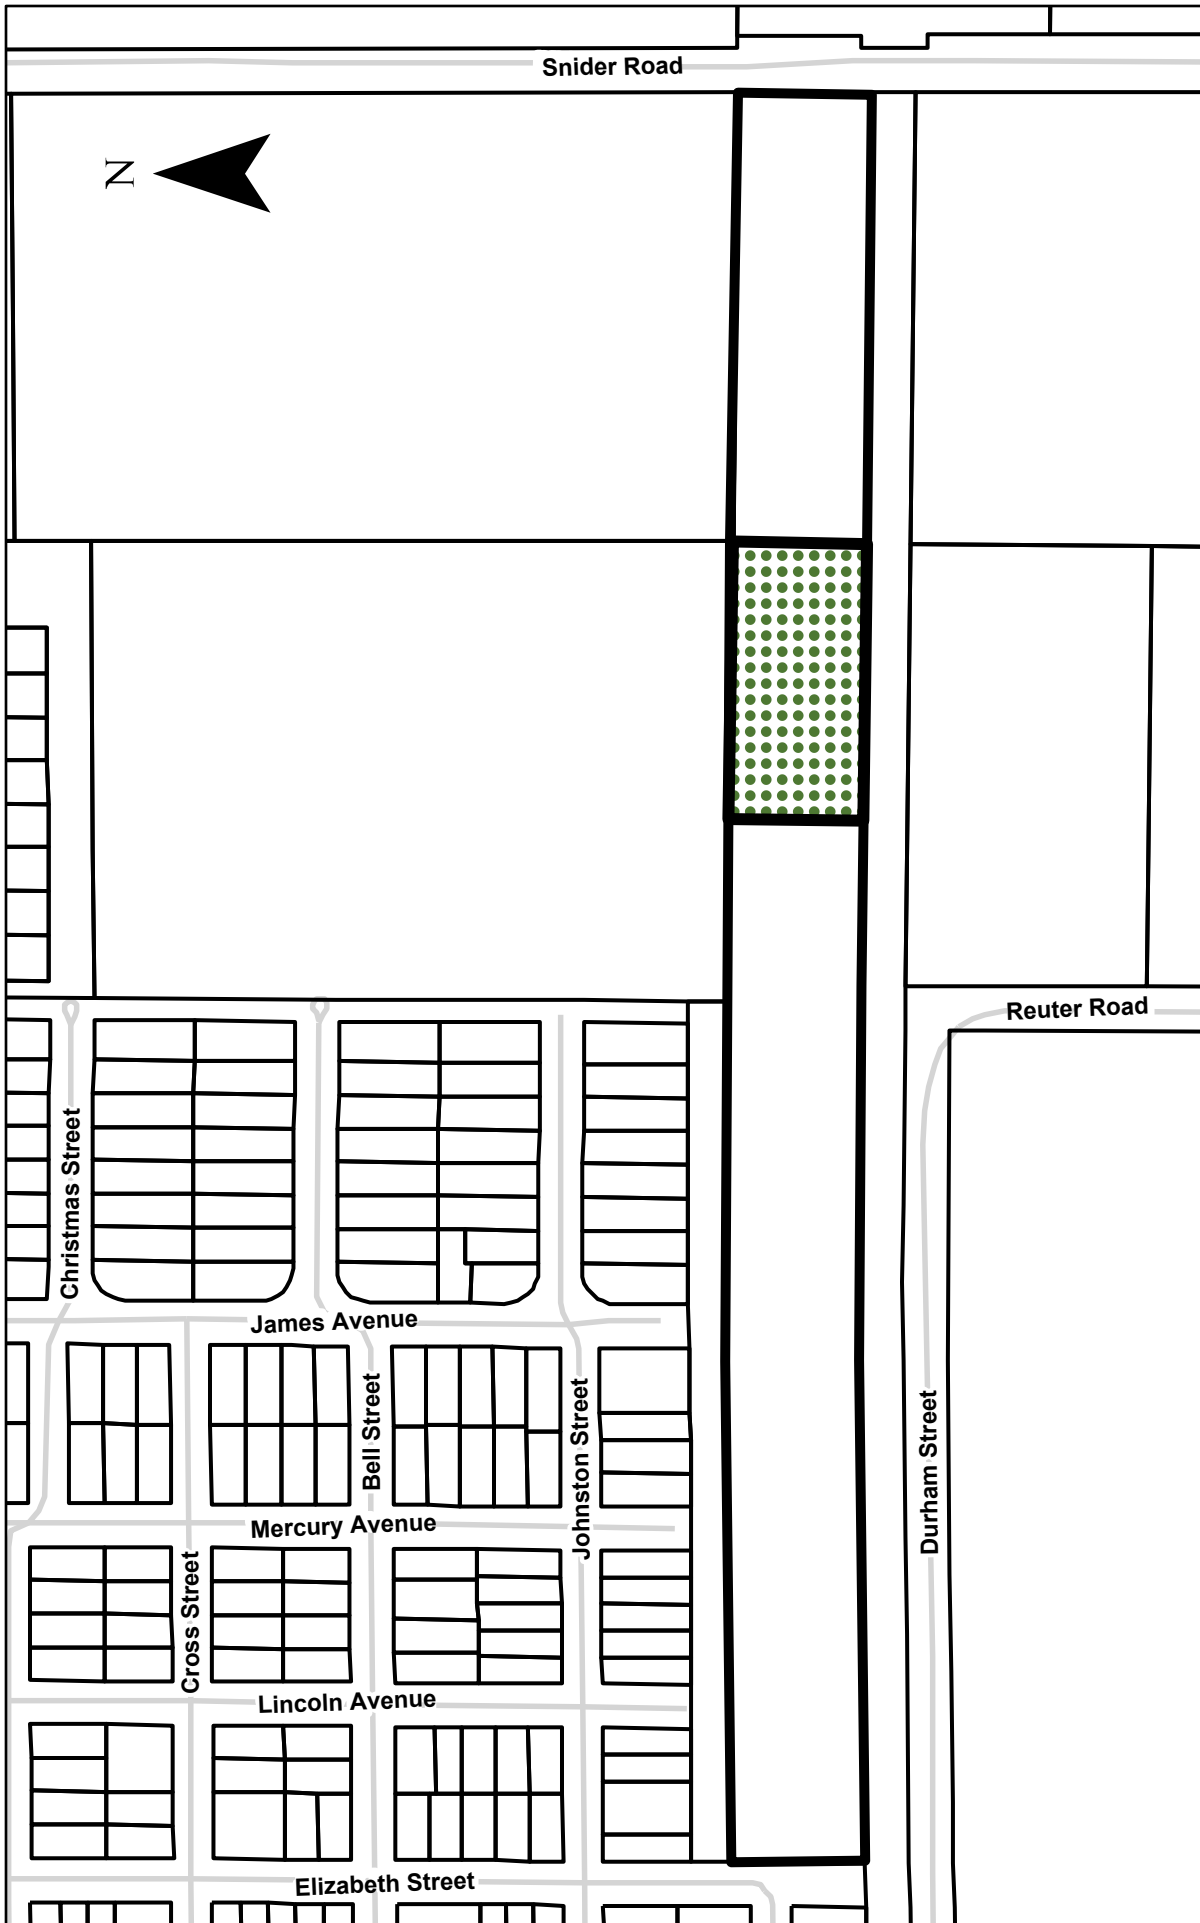 Snider Road
N
Reuter Road
Christmas Street
James Avenue
Bell Street
Johnston Street
Durham Street
Mercury Avenue
Cross Street
Lincoln Avenue
Elizabeth Street